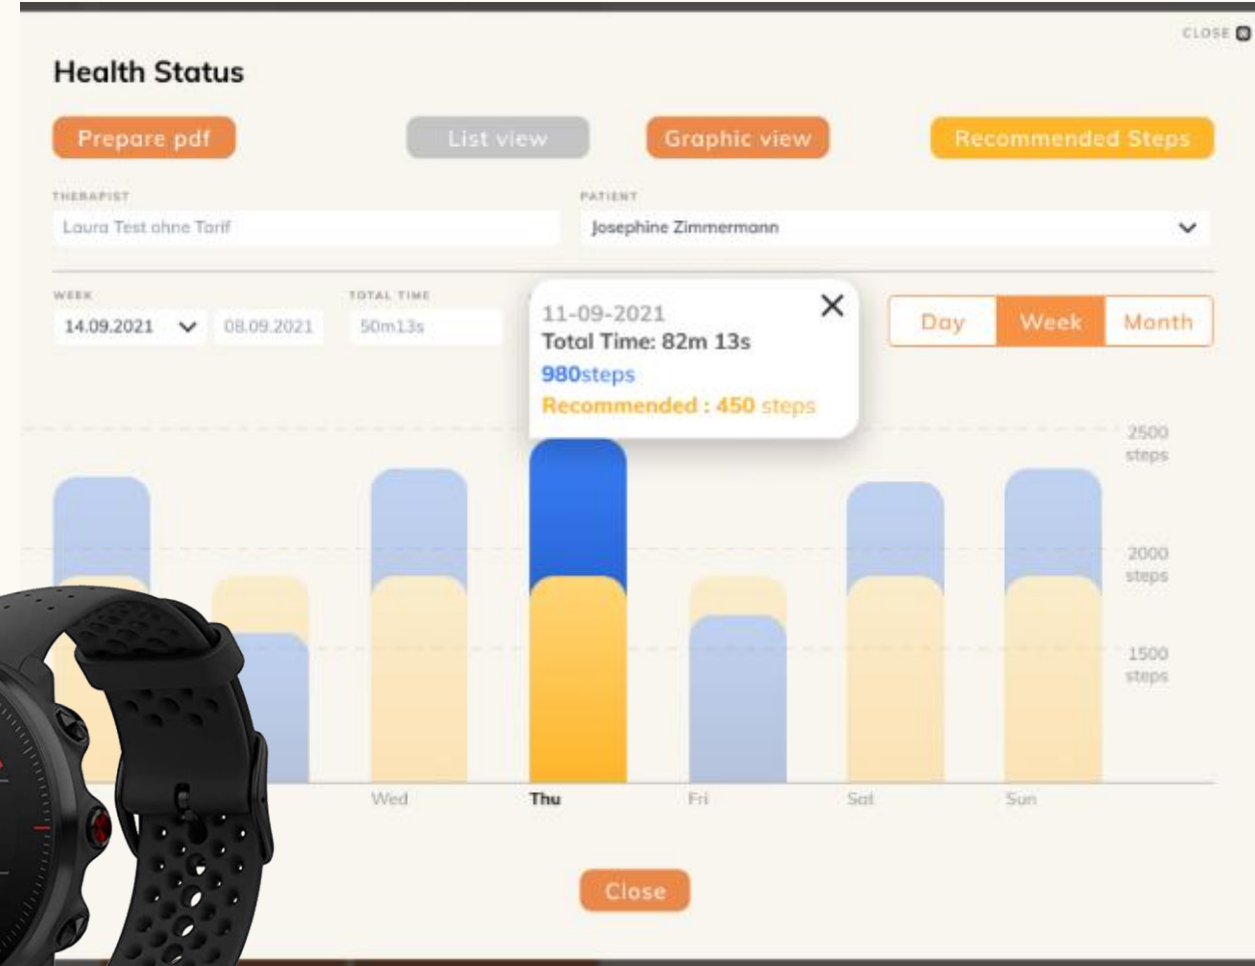 CLOSE
Health Status
Prepare pdf
List view
Graphic view
Recommended Steps
THERAPIST
PATIENT
Laura Test ohne Tarif
Josephine Zimmermann
WEEK
TOTAL TIME
14.09.2021
08.09.2021
50m13s
11-09-2021
Total Time: 82m 13s
980steps
Recommended : 450 steps
Day
Week
Month
2500
steps
2000
steps
1500
steps
Wed
Thu
Fri
Sat
Sun
Close